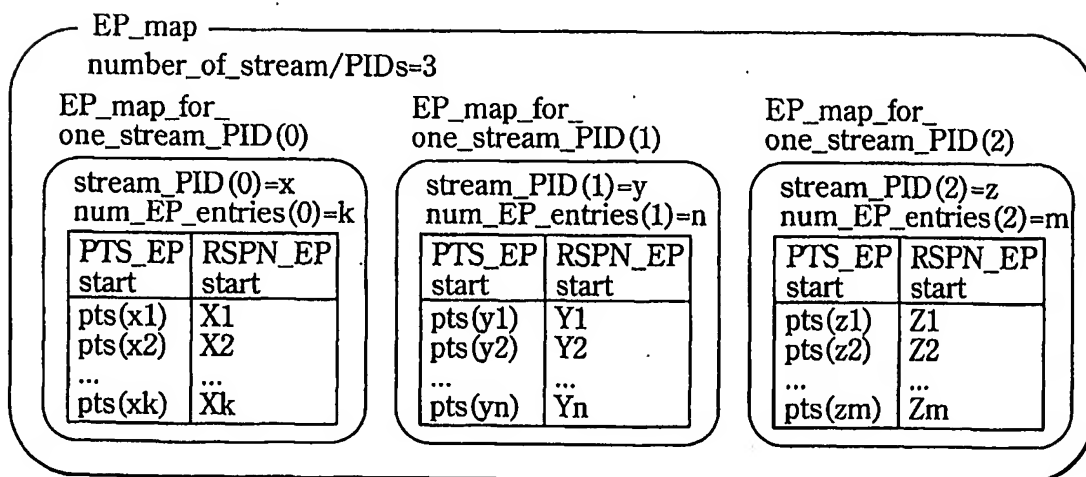 EP_map
number_of_stream/PIDs=3
EP_map_for_
one_stream_PID(0)
stream_PID(0)=x
num_EP_entries(0)=k
PTS_EP RSPN_EP
start start
pts(x1) X1
pts(x2) X2
... ...
pts(xk) Xk
EP_map_for_
one_stream_PID(1)
stream_PID(1)=y
num_EP_entries(1)=n
PTS_EP RSPN_EP
start start
pts(y1) Y1
pts(y2) Y2
... ...
pts(yn) Yn
EP_map_for_
one_stream_PID(2)
stream_PID(2)=z
num_EP_entries(2)=m
PTS_EP RSPN_EP
start start
pts(z1) Z1
pts(z2) Z2
... ...
pts(zm) Zm